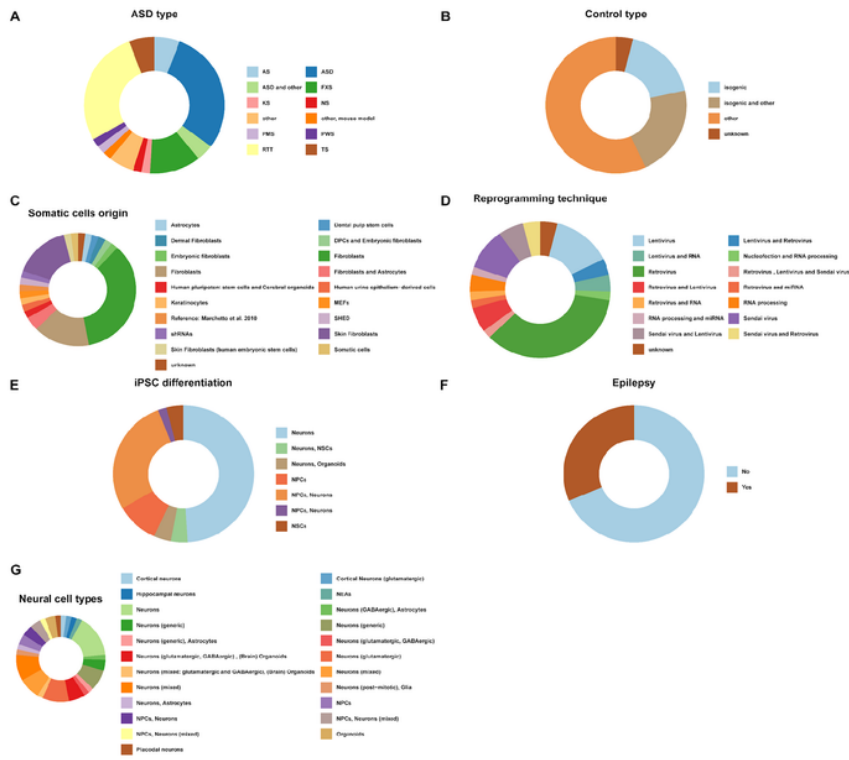 A
ASD type
AS
ASD
ASD and other
FXS
KS
NS
other
other, mouse model
PMS
PWS
RTT
TS
B
Control type
isogenic
isogenic and other
other
unknown
C
Somatic cells origin
Astrocytes
Dental pulp stem cells
Dermal Fibroblasts
DPCs and Embryonic fibroblasts
Embryonic fibroblasts
Fibroblasts
Fibroblasts
Fibroblasts and Astrocytes
Human pluripotent stem cells and Cerebral organoids
Human urine epithelium-derived cells
Keratinocytes
MEFs
Reference: Marchetto et al. 2010
SHED
shRNAs
Skin Fibroblasts
Skin Fibroblasts (human embryonic stem cells)
Somatic cells
unknown
D
Reprogramming technique
Lentivirus
Lentivirus and Retrovirus
Lentivirus and RNA
Nucleofection and RNA processing
Retrovirus
Retrovirus, Lentivirus and Sendai virus
Retrovirus and Lentivirus
Retrovirus and miRNA
Retrovirus and RNA
RNA processing
RNA processing and miRNA
Sendai virus
Sendai virus and Lentivirus
Sendai virus and Retrovirus
unknown
E
iPSC differentiation
Neurons
Neurons, NSCs
Neurons, Organoids
NPCs
NPCs, Neurons
NPCs, Neurons
NSCs
F
Epilepsy
No
Yes
G
Neural cell types
Cortical neurons
Cortical Neurons (glutamatergic)
Hippocampal neurons
Neurons
Neurons (GABAergic), Astrocytes
Neurons (generic)
Neurons (generic)
Neurons (generic), Astrocytes
Neurons (glutamatergic, GABAergic)
Neurons (glutamatergic, GABAergic) , (Brain) Organoids
Neurons (glutamatergic)
Neurons (mixed: glutamatergic and GABAergic), (Brain) Organoids
Neurons (mixed)
Neurons (mixed)
Neurons (post-mitotic), Glia
Neurons, Astrocytes
NPCs
NPCs, Neurons
NPCs, Neurons (mixed)
NPCs, Neurons (mixed)
Organoids
Placodal neurons